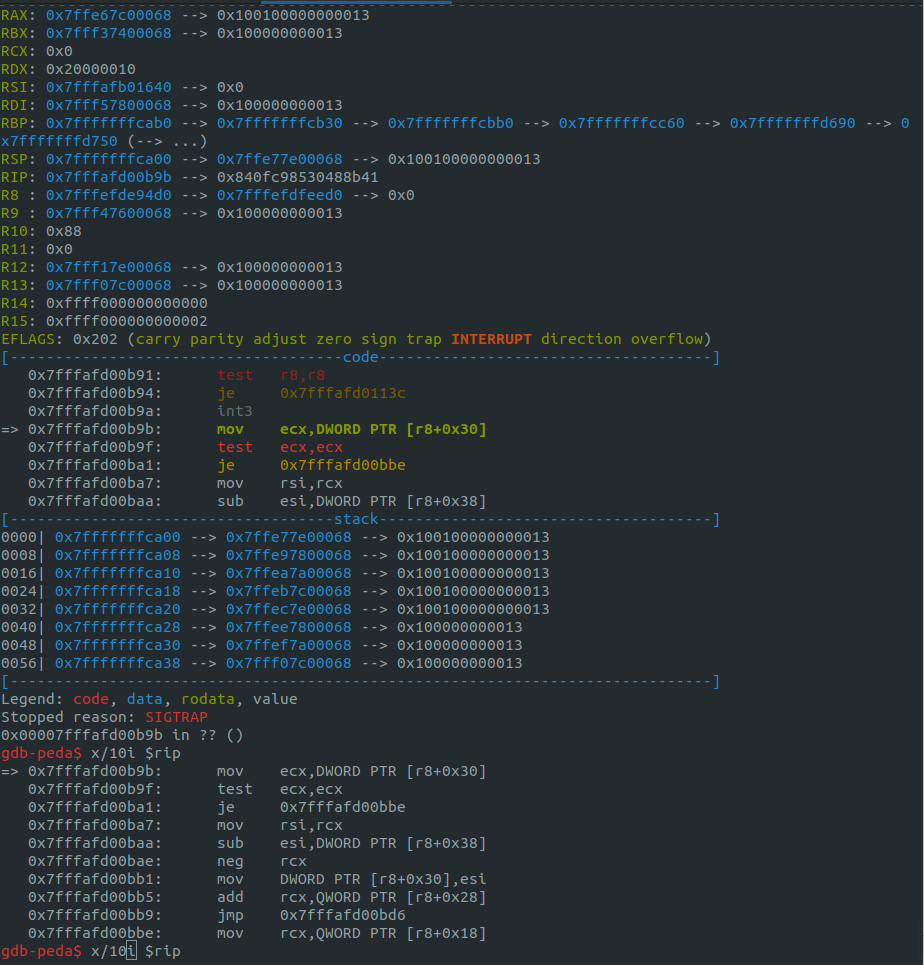 RAX: 0x7ffe67c00068 --> 0x100100000000013
RBX: 0x7fff37400068 --> 0x100000000013
RCX: 0x0
RDX: 0x20000010
RSI: 0x7fffafb01640 --> 0x0
RDI: 0x7fff57800068 --> 0x100000000013
RBP: 0x7fffffffcab0 --> 0x7fffffffcb30 --> 0x7fffffffcbb0 --> 0x7fffffffcc60 --> 0x7fffffffd690 --> 0
x7fffffffd750 (--> ...)
RSP: 0x7fffffffca00 --> 0x7ffe77e00068 --> 0x100100000000013
RIP: 0x7fffafd00b9b --> 0x840fc98530488b41
R8 : 0x7fffefde94d0 --> 0x7fffefdfeed0 --> 0x0
R9 : 0x7fff47600068 --> 0x100000000013
R10: 0x88
R11: 0x0
R12: 0x7fff17e00068 --> 0x100000000013
R13: 0x7fff07c00068 --> 0x100000000013
R14: 0xffff000000000000
R15: 0xffff000000000002
EFLAGS: 0x202 (carry parity adjust zero sign trap INTERRUPT direction overflow)
[-------------------------------------code-------------------------------------]
   0x7fffafd00b91:	test   r8,r8
   0x7fffafd00b94:	je     0x7fffafd0113c
   0x7fffafd00b9a:	int3
=> 0x7fffafd00b9b:	mov    ecx,DWORD PTR [r8+0x30]
   0x7fffafd00b9f:	test   ecx,ecx
   0x7fffafd00ba1:	je     0x7fffafd00bbe
   0x7fffafd00ba7:	mov    rsi,rcx
   0x7fffafd00baa:	sub    esi,DWORD PTR [r8+0x38]
[------------------------------------stack-------------------------------------]
0000| 0x7fffffffca00 --> 0x7ffe77e00068 --> 0x100100000000013
0008| 0x7fffffffca08 --> 0x7ffe97800068 --> 0x100100000000013
0016| 0x7fffffffca10 --> 0x7ffea7a00068 --> 0x100100000000013
0024| 0x7fffffffca18 --> 0x7ffeb7c00068 --> 0x100100000000013
0032| 0x7fffffffca20 --> 0x7ffec7e00068 --> 0x100100000000013
0040| 0x7fffffffca28 --> 0x7ffee7800068 --> 0x100000000013
0048| 0x7fffffffca30 --> 0x7ffef7a00068 --> 0x100000000013
0056| 0x7fffffffca38 --> 0x7fff07c00068 --> 0x100000000013
[------------------------------------------------------------------------------]
Legend: code, data, rodata, value
Stopped reason: SIGTRAP
0x00007fffafd00b9b in ?? ()
gdb-peda$ x/10i $rip
=> 0x7fffafd00b9b:	mov    ecx,DWORD PTR [r8+0x30]
   0x7fffafd00b9f:	test   ecx,ecx
   0x7fffafd00ba1:	je     0x7fffafd00bbe
   0x7fffafd00ba7:	mov    rsi,rcx
   0x7fffafd00baa:	sub    esi,DWORD PTR [r8+0x38]
   0x7fffafd00bae:	neg    rcx
   0x7fffafd00bb1:	mov    DWORD PTR [r8+0x30],esi
   0x7fffafd00bb5:	add    rcx,QWORD PTR [r8+0x28]
   0x7fffafd00bb9:	jmp    0x7fffafd00bd6
   0x7fffafd00bbe:	mov    rcx,QWORD PTR [r8+0x18]
gdb-peda$ x/10i $rip